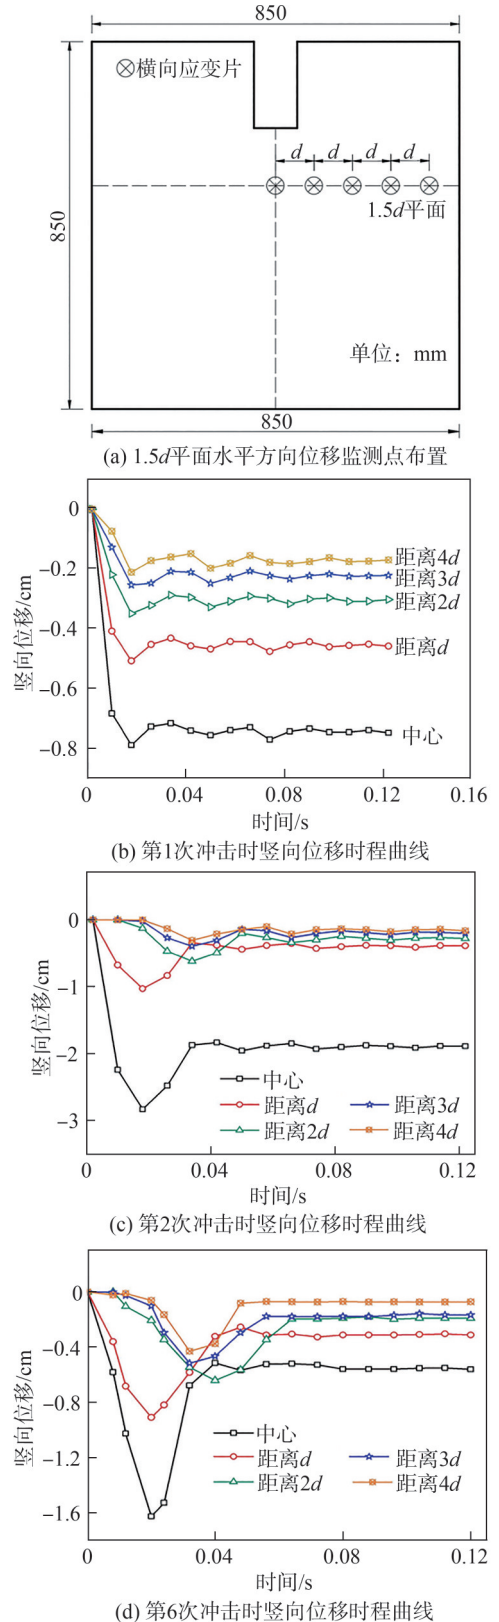 850
⊗横向应变片
d d d d
1.5d平面
850
单位：mm
850
(a) 1.5d平面水平方向位移监测点布置
0
−0.2
−0.4
−0.6
−0.8
竖向位移/cm
距离4d
距离3d
距离2d
距离d
中心
0 0.04 0.08 0.12 0.16
时间/s
(b) 第1次冲击时竖向位移时程曲线
0
−1
−2
−3
竖向位移/cm
中心
距离d 距离3d
距离2d 距离4d
0 0.04 0.08 0.12
时间/s
(c) 第2次冲击时竖向位移时程曲线
0
−0.4
−0.8
−1.2
−1.6
竖向位移/cm
中心
距离d 距离3d
距离2d 距离4d
0 0.04 0.08 0.12
时间/s
(d) 第6次冲击时竖向位移时程曲线